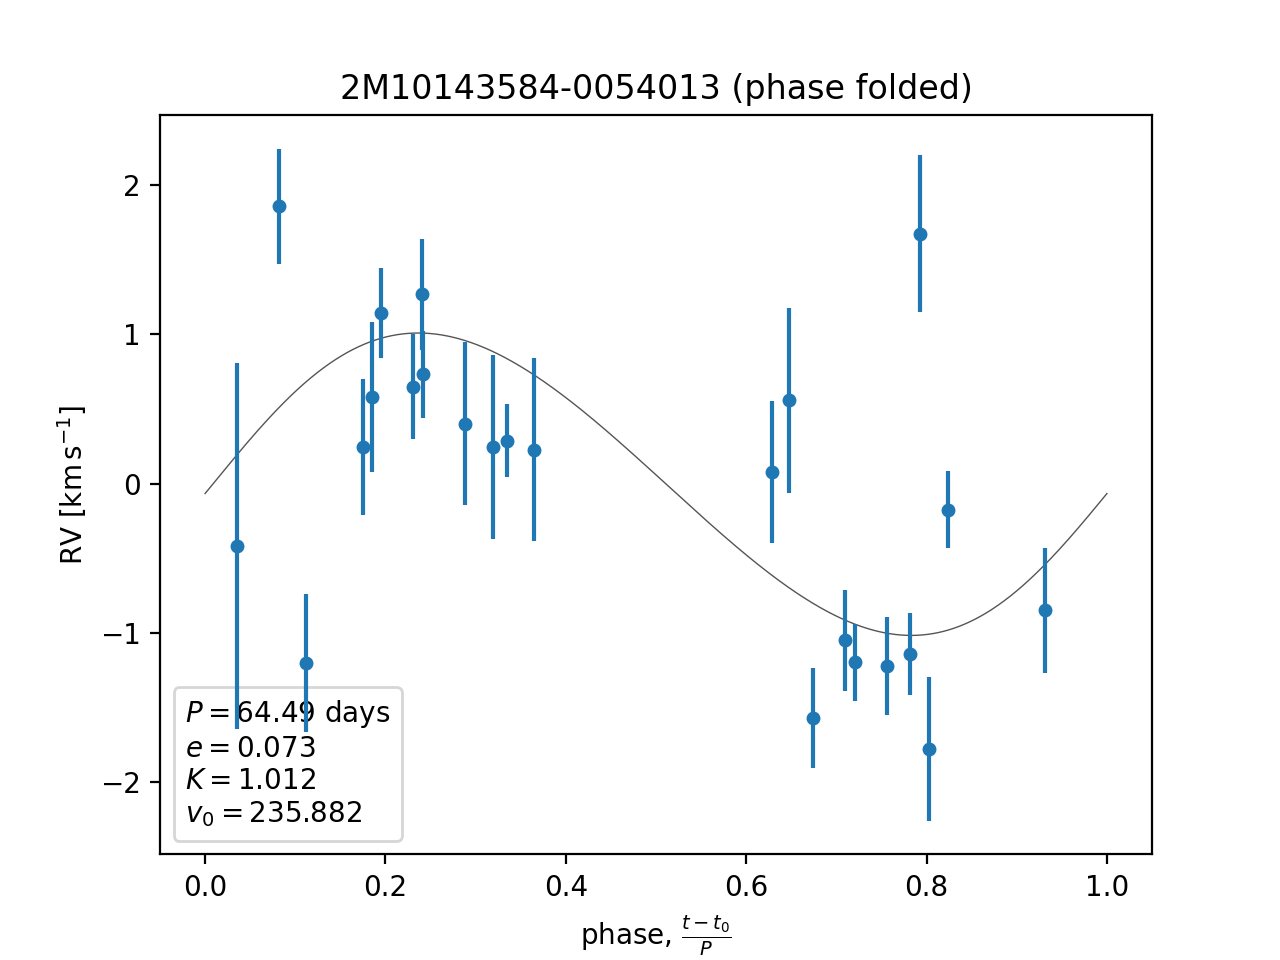 2M10143584-0054013 (phase folded)
RV [km s⁻¹]
2
1
0
−1
−2
P = 64.49 days
e = 0.073
K = 1.012
v₀ = 235.882
0.0 0.2 0.4 0.6 0.8 1.0
phase, (t − t₀)/P